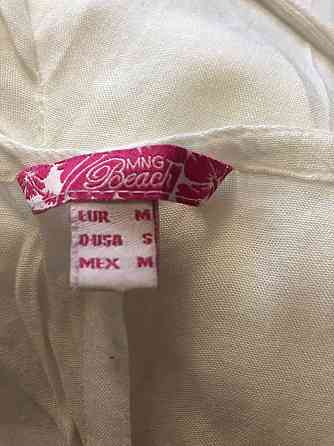 MNG
Beach
EUR M
O-USA S
MEX M